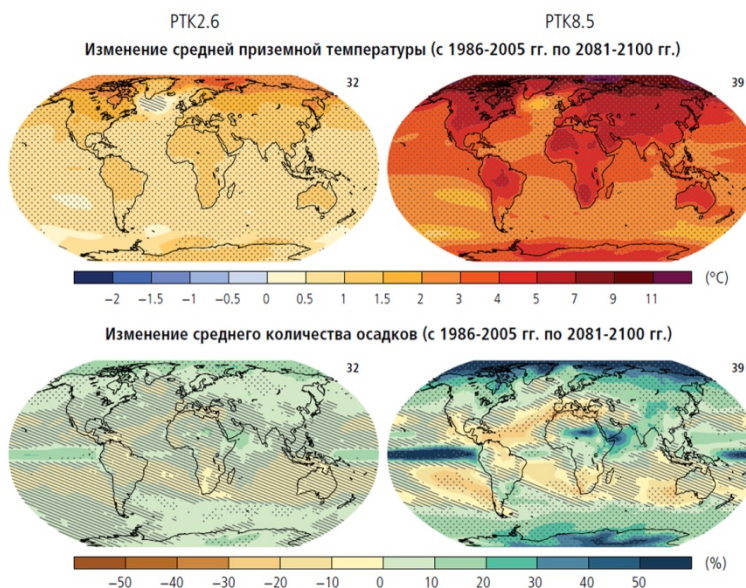 РТК2.6
РТК8.5
Изменение средней приземной температуры (с 1986-2005 гг. по 2081-2100 гг.)
32
39
−2 −1.5 −1 −0.5 0 0.5 1 1.5 2 3 4 5 7 9 11 (°C)
Изменение среднего количества осадков (с 1986-2005 гг. по 2081-2100 гг.)
32
39
−50 −40 −30 −20 −10 0 10 20 30 40 50 (%)